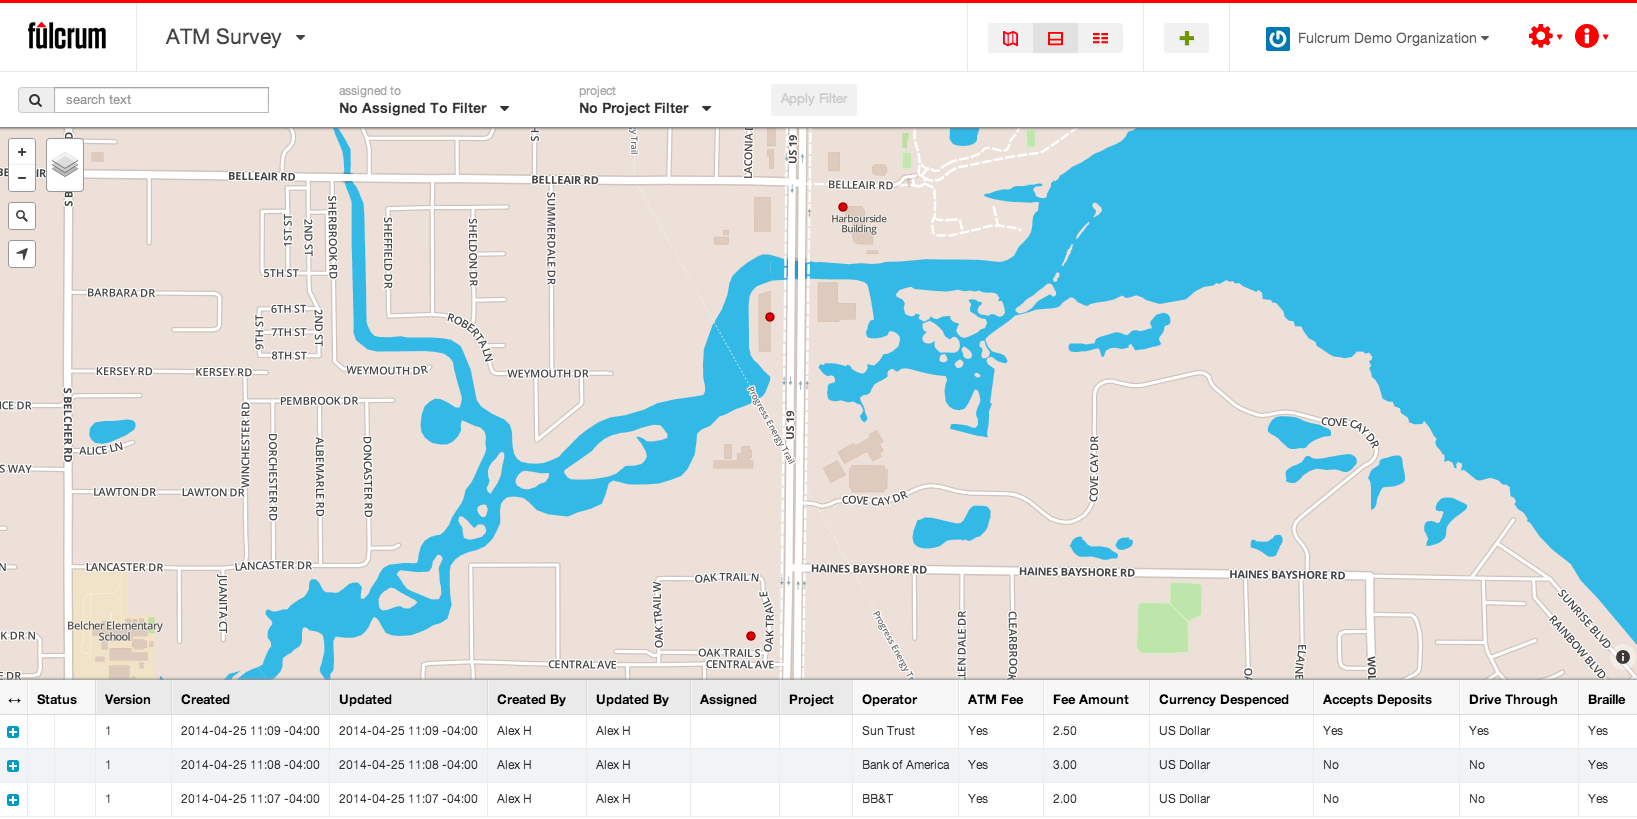 fulcrum
ATM Survey
Fulcrum Demo Organization
search text
assigned to
No Assigned To Filter
project
No Project Filter
Apply Filter
+
−
BELLEAIR RD
BELLEAIR RD
BELLEAIR RD
LACONIA
US 19
Harbourside
Building
1ST ST
2ND ST
SHERBROOK RD
SHEFFIELD DR
SHELDON DR
SUMMERDALE DR
5TH ST
BARBARA DR
6TH ST
7TH ST
8TH ST
9TH ST
2ND ST
ROBERTA LN
KERSEY RD
KERSEY RD
WEYMOUTH DR
WEYMOUTH DR
ICE DR
S BELCHER RD
PEMBROOK DR
WINCHESTER RD
DORCHESTER RD
ALBEMARLE RD
DONCASTER RD
ALICE LN
S WAY
LAWTON DR
LAWTON DR
Progress Energy Trail
US 19
COVE CAY DR
COVE CAY DR
COVE CAY DR
LANCASTER DR
LANCASTER DR
JUANITA CT
OAK TRAIL N
OAK TRAIL W
OAK TRAIL E
OAK TRAIL S
CENTRAL AVE
CENTRAL AVE
HAINES BAYSHORE RD
HAINES BAYSHORE RD
HAINES BAYSHORE RD
Belcher Elementary
School
K DR N
E DR
Progress Energy T
LEN DALE DR
CLEARBROOK
ELAINE
SUNRISE BLVD
RAINBOW BLVD
Status Version Created Updated Created By Updated By Assigned Project Operator ATM Fee Fee Amount Currency Despenced Accepts Deposits Drive Through Braille
1 2014-04-25 11:09 -04:00 2014-04-25 11:09 -04:00 Alex H Alex H Sun Trust Yes 2.50 US Dollar Yes Yes Yes
1 2014-04-25 11:08 -04:00 2014-04-25 11:08 -04:00 Alex H Alex H Bank of America Yes 3.00 US Dollar No No Yes
1 2014-04-25 11:07 -04:00 2014-04-25 11:07 -04:00 Alex H Alex H BB&T Yes 2.00 US Dollar No No Yes